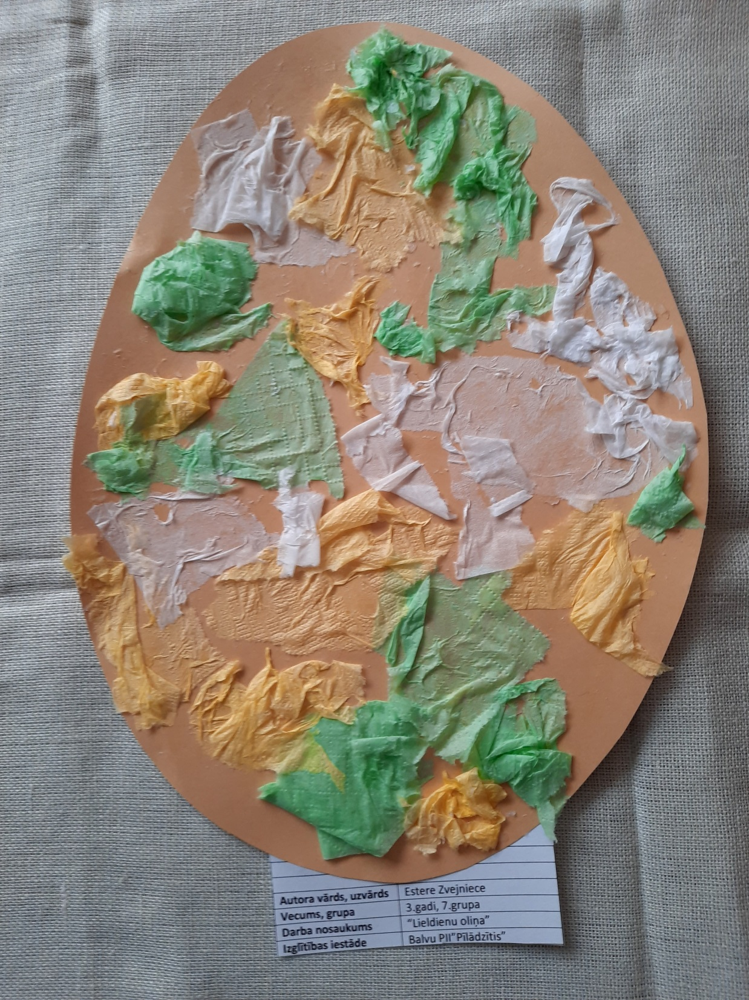 Autora vārds, uzvārds Estere Zvejniece
Vecums, grupa 3.gadi, 7.grupa
Darba nosaukums "Lieldienu oliņa"
Izglītības iestāde Balvu PII"Pīlādzītis"